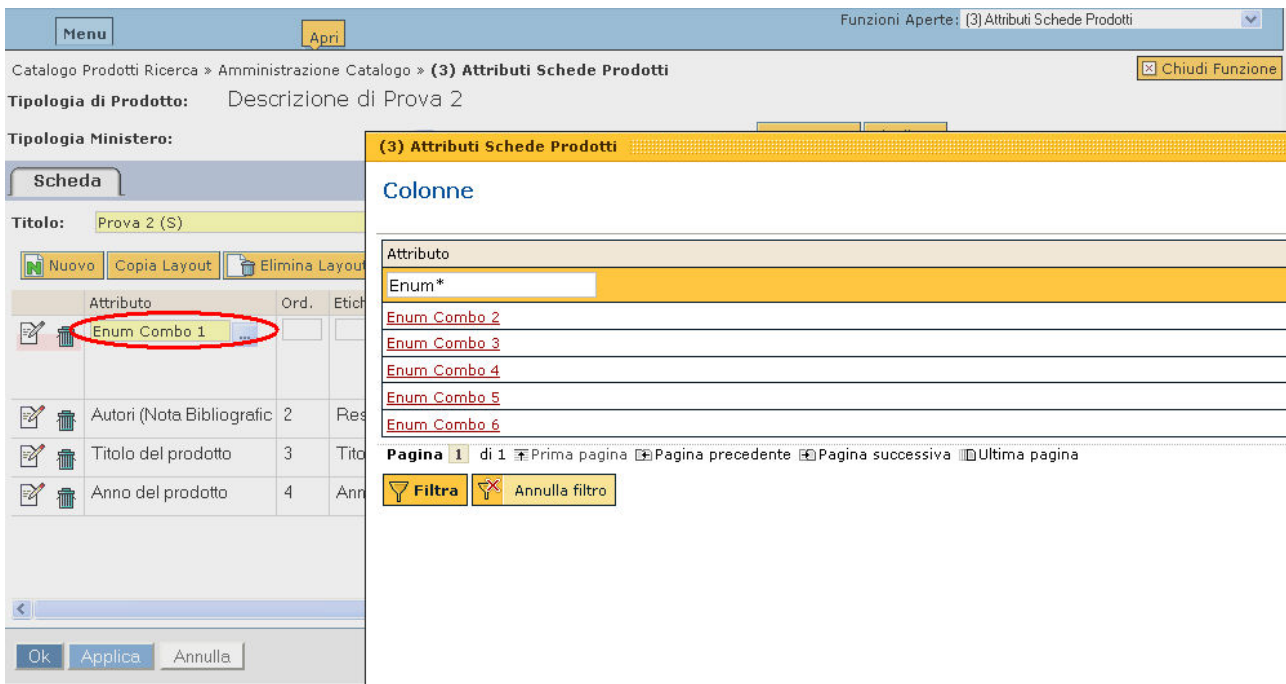 Menu
Apri
Funzioni Aperte: (3) Attributi Schede Prodotti
Catalogo Prodotti Ricerca » Amministrazione Catalogo » (3) Attributi Schede Prodotti
Chiudi Funzione
Tipologia di Prodotto: Descrizione di Prova 2
Tipologia Ministero:
Scheda
Titolo: Prova 2 (S)
Nuovo Copia Layout Elimina Layout
Attributo Ord. Etich
Enum Combo 1 ...
Autori (Nota Bibliografic 2 Res
Titolo del prodotto 3 Tito
Anno del prodotto 4 Ann
Ok Applica Annulla
(3) Attributi Schede Prodotti
Colonne
Attributo
Enum*
Enum Combo 2
Enum Combo 3
Enum Combo 4
Enum Combo 5
Enum Combo 6
Pagina 1 di 1 Prima pagina Pagina precedente Pagina successiva Ultima pagina
Filtra Annulla filtro